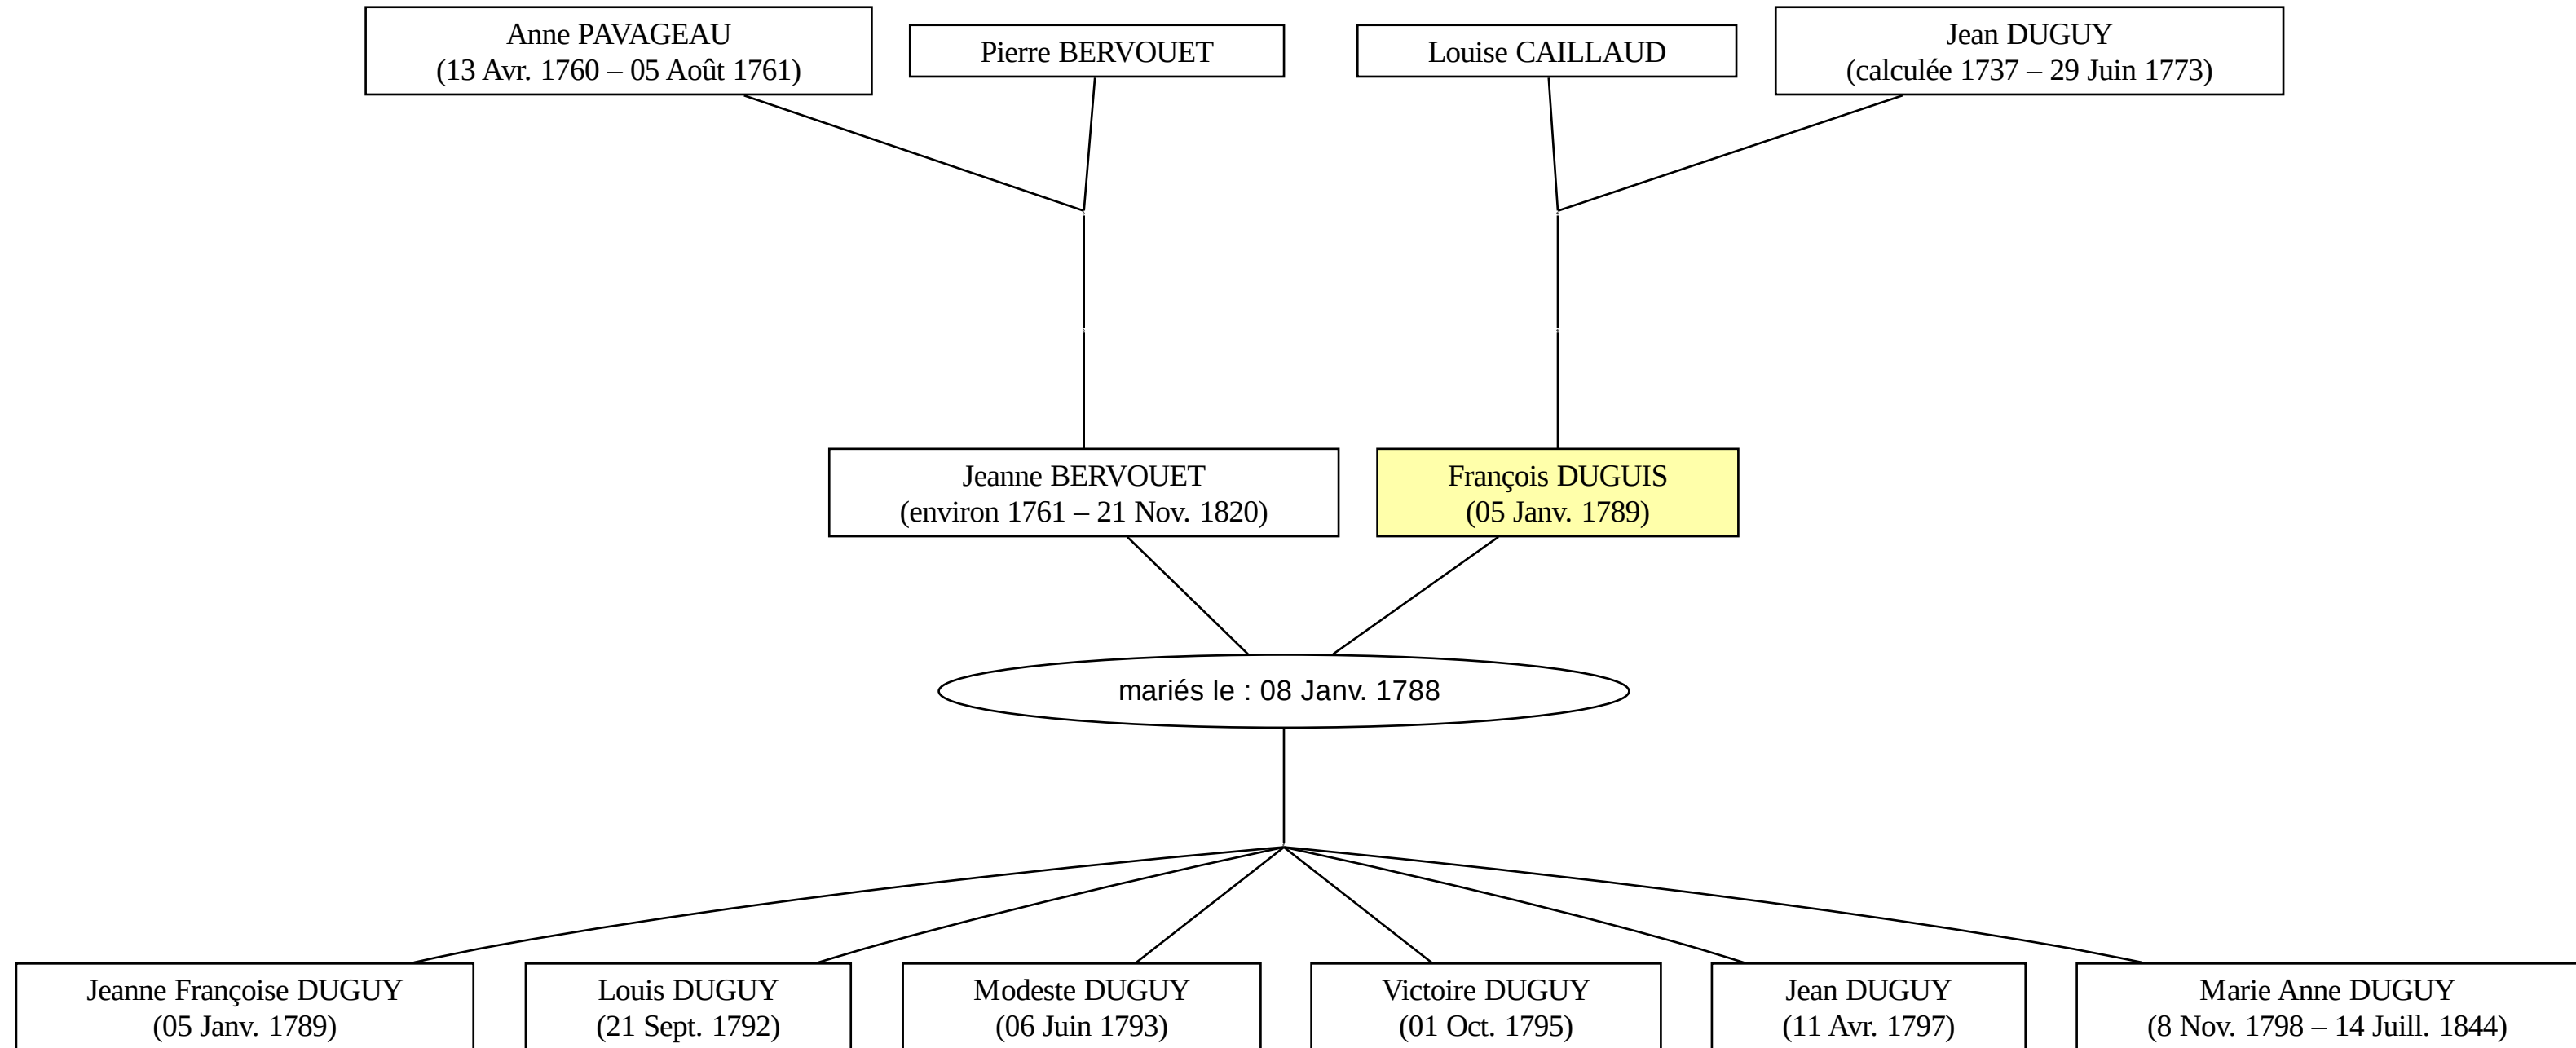 Anne PAVAGEAU
(13 Avr. 1760 – 05 Août 1761)
Pierre BERVOUET
Louise CAILLAUD
Jean DUGUY
(calculée 1737 – 29 Juin 1773)
Jeanne BERVOUET
(environ 1761 – 21 Nov. 1820)
François DUGUIS
(05 Janv. 1789)
mariés le : 08 Janv. 1788
Jeanne Françoise DUGUY
(05 Janv. 1789)
Louis DUGUY
(21 Sept. 1792)
Modeste DUGUY
(06 Juin 1793)
Victoire DUGUY
(01 Oct. 1795)
Jean DUGUY
(11 Avr. 1797)
Marie Anne DUGUY
(8 Nov. 1798 – 14 Juill. 1844)